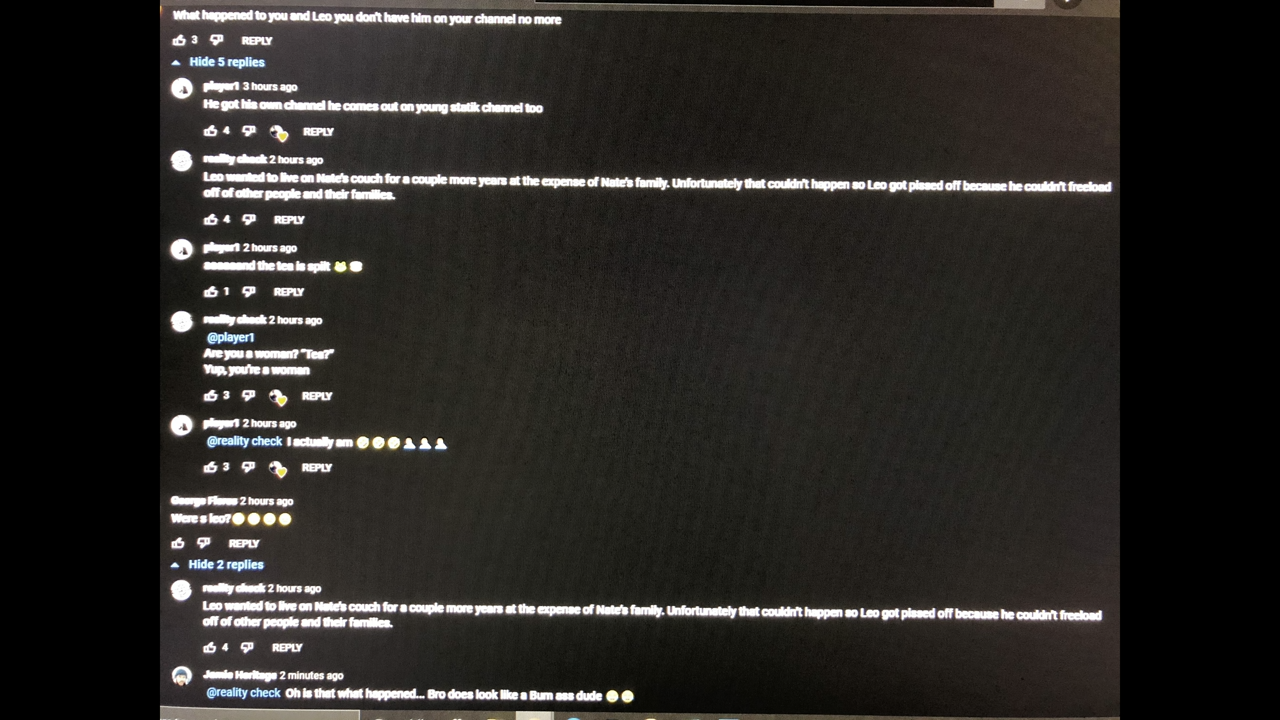 What happened to you and Leo you don't have him on your channel no more
3 REPLY
Hide 5 replies
player1 3 hours ago
He got his own channel he comes out on young statik channel too
4 REPLY
reality check 2 hours ago
Leo wanted to live on Nate's couch for a couple more years at the expense of Nate's family. Unfortunately that couldn't happen so Leo got pissed off because he couldn't freeload
off of other people and their families.
4 REPLY
player1 2 hours ago
aaaaaand the tea is spilt 🐸☕
1 REPLY
reality check 2 hours ago
@player1
Are you a woman? "Tea?"
Yup, you're a woman
3 REPLY
player1 2 hours ago
@reality check I actually am
3 REPLY
George Flores 2 hours ago
Were s leo?
REPLY
Hide 2 replies
reality check 2 hours ago
Leo wanted to live on Nate's couch for a couple more years at the expense of Nate's family. Unfortunately that couldn't happen so Leo got pissed off because he couldn't freeload
off of other people and their families.
4 REPLY
Jamie Heritage 2 minutes ago
@reality check Oh is that what happened... Bro does look like a Bum ass dude